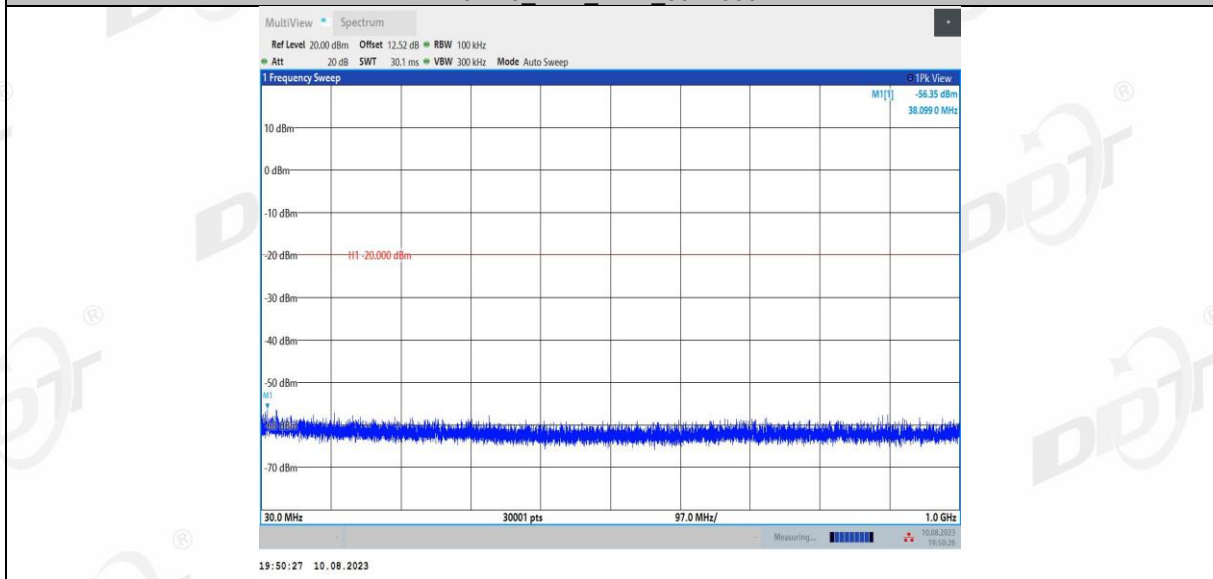 MultiView Spectrum
Ref Level 20.00 dBm Offset 12.52 dB RBW 100 kHz
Att 20 dB SWT 30.1 ms VBW 300 kHz Mode Auto Sweep
1 Frequency Sweep 1Pk View
M1[1] -56.35 dBm
38.099 0 MHz
10 dBm
0 dBm
-10 dBm
-20 dBm H1 -20.000 dBm
-30 dBm
-40 dBm
-50 dBm
M1
-70 dBm
30.0 MHz 30001 pts 97.0 MHz/ 1.0 GHz
Measuring... 10.08.2023
19:50:26
19:50:27 10.08.2023
DDT
®